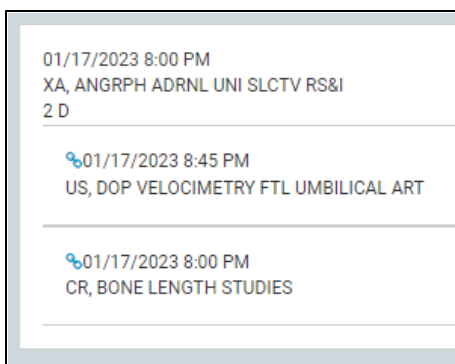 01/17/2023 8:00 PM
XA, ANGRPH ADRNL UNI SLCTV RS&I
2 D
01/17/2023 8:45 PM
US, DOP VELOCIMETRY FTL UMBILICAL ART
01/17/2023 8:00 PM
CR, BONE LENGTH STUDIES